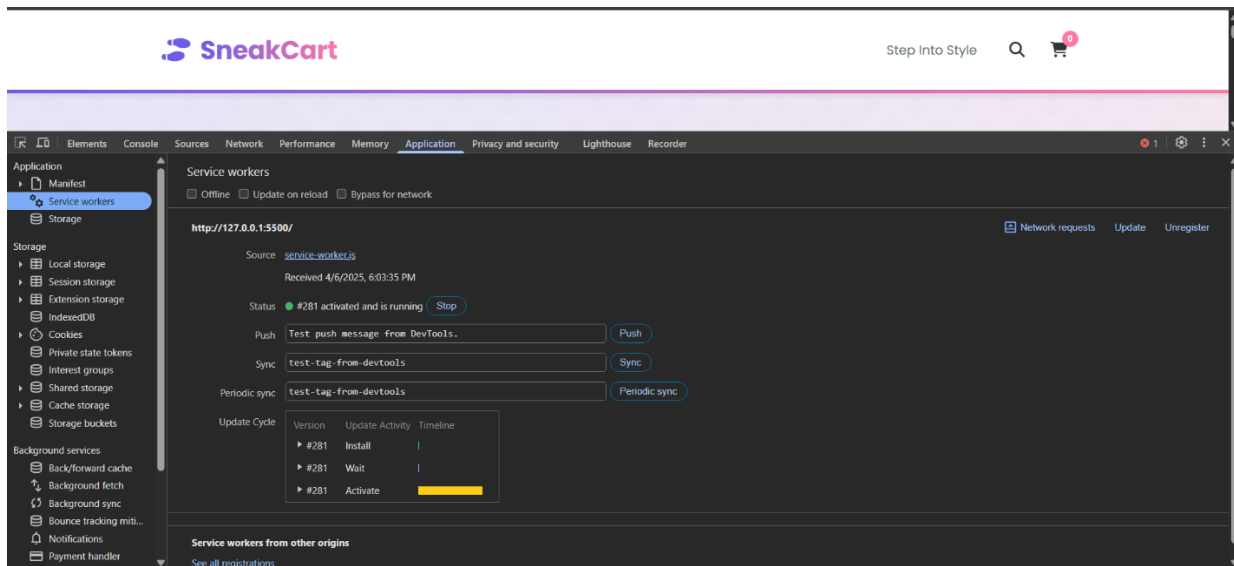 SneakCart
Step Into Style
0
Elements Console Sources Network Performance Memory Application Privacy and security Lighthouse Recorder 1
Application
Manifest
Service workers
Storage
Storage
Local storage
Session storage
Extension storage
IndexedDB
Cookies
Private state tokens
Interest groups
Shared storage
Cache storage
Storage buckets
Background services
Back/forward cache
Background fetch
Background sync
Bounce tracking miti...
Notifications
Payment handler
Service workers
Offline Update on reload Bypass for network
http://127.0.0.1:5500/ Network requests Update Unregister
Source service-worker.js
Received 4/6/2025, 6:03:35 PM
Status #281 activated and is running Stop
Push Test push message from DevTools. Push
Sync test-tag-from-devtools Sync
Periodic sync test-tag-from-devtools Periodic sync
Update Cycle Version Update Activity Timeline
#281 Install
#281 Wait
#281 Activate
Service workers from other origins
See all registrations